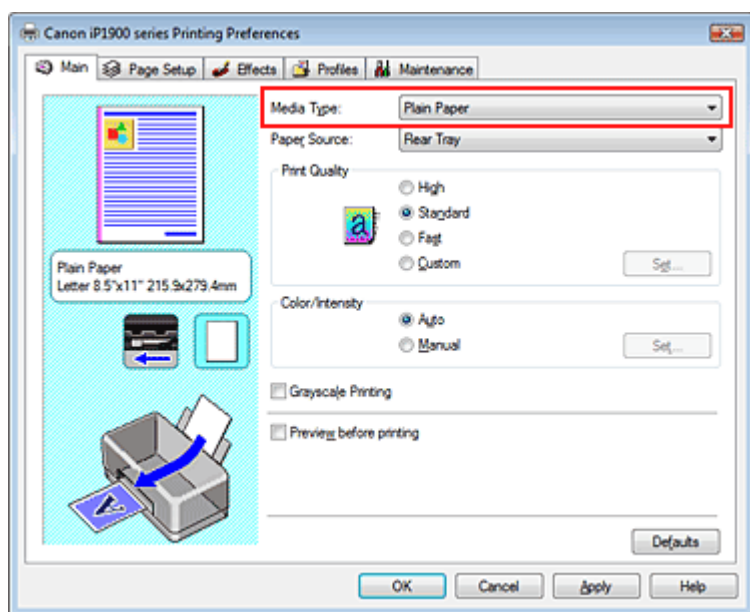 Canon iP1900 series Printing Preferences
Main Page Setup Effects Profiles Maintenance
Media Type: Plain Paper
Paper Source: Rear Tray
Print Quality
High
Standard
Fast
Custom
Set...
Plain Paper
Letter 8.5"x11" 215.9x279.4mm
Color/Intensity
Auto
Manual
Set...
Grayscale Printing
Preview before printing
Defaults
OK Cancel Apply Help